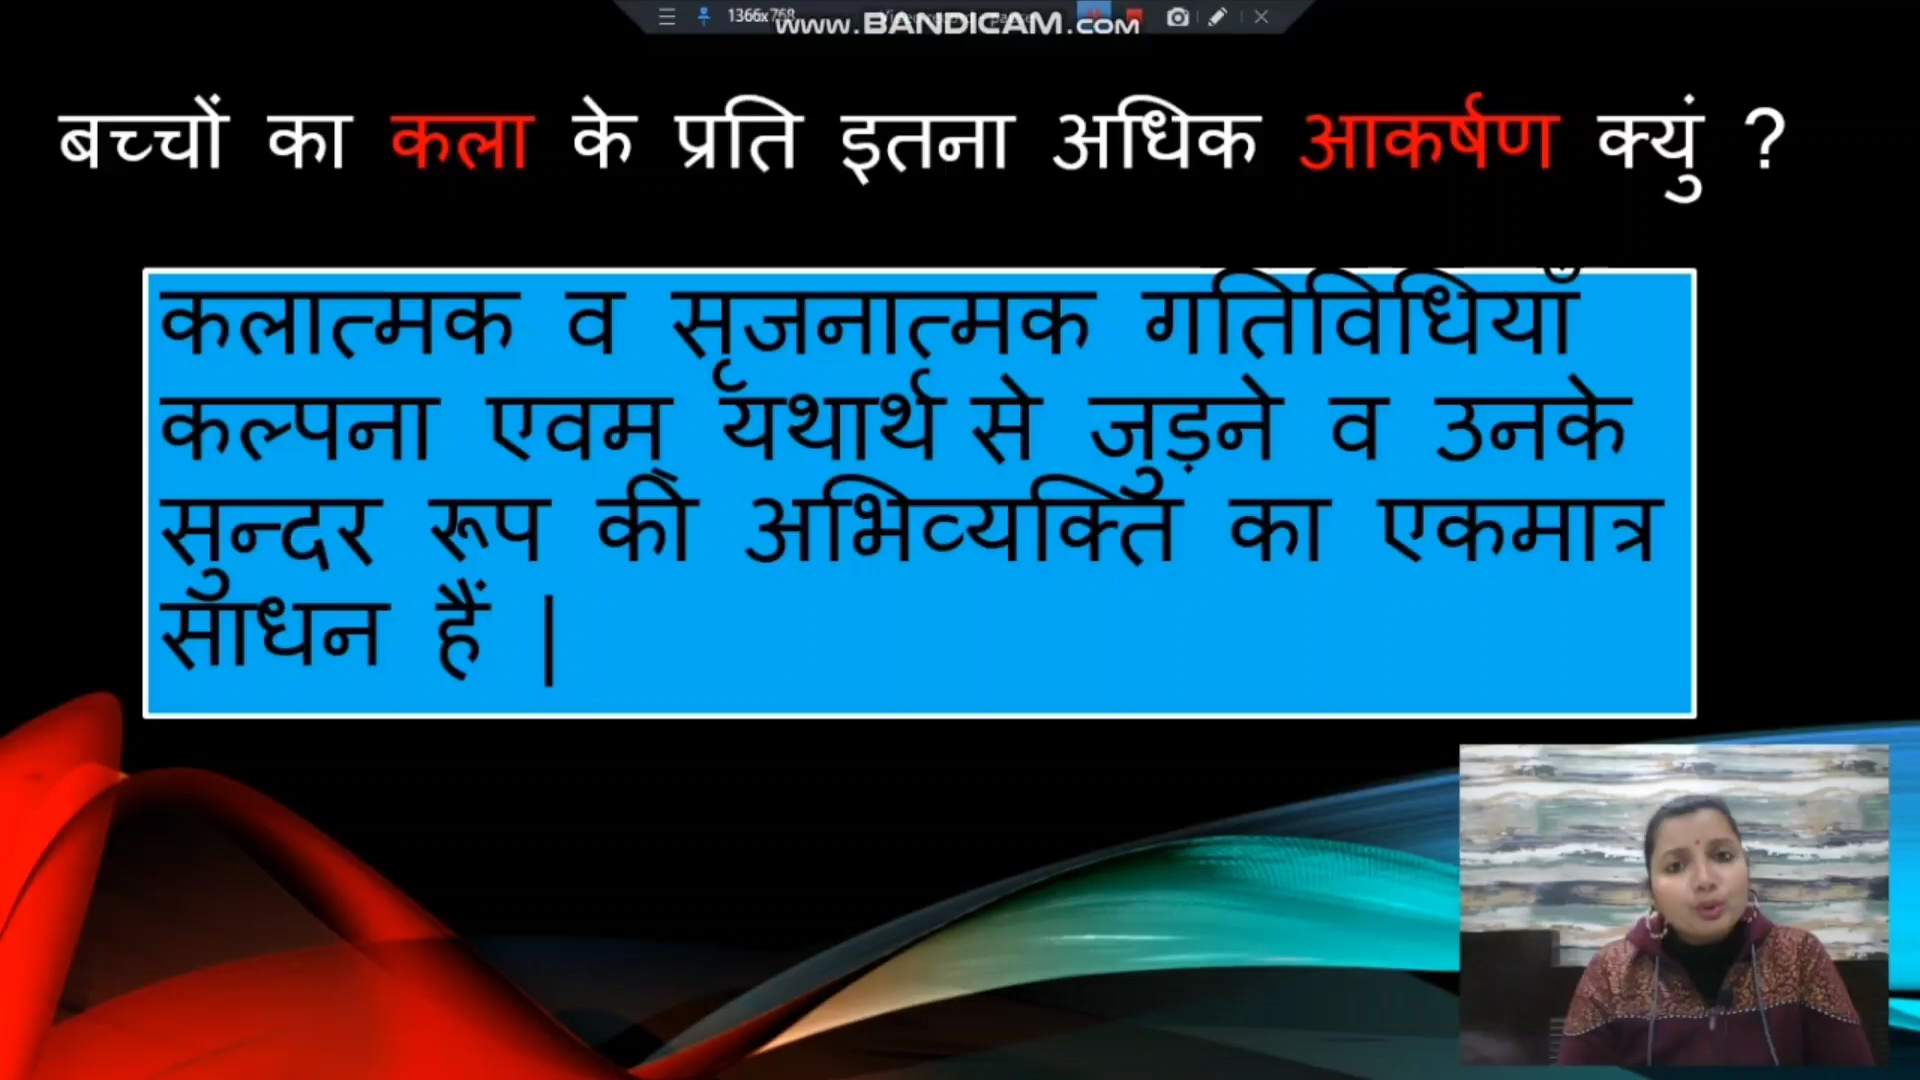 1366x768
www.BANDICAM.com
बच्चों का कला के प्रति इतना अधिक आकर्षण क्युं ?
कलात्मक व सृजनात्मक गतिविधियाँ
कल्पना एवम् यथार्थ से जुड़ने व उनके
सुन्दर रूप की अभिव्यक्ति का एकमात्र
साधन हैं |